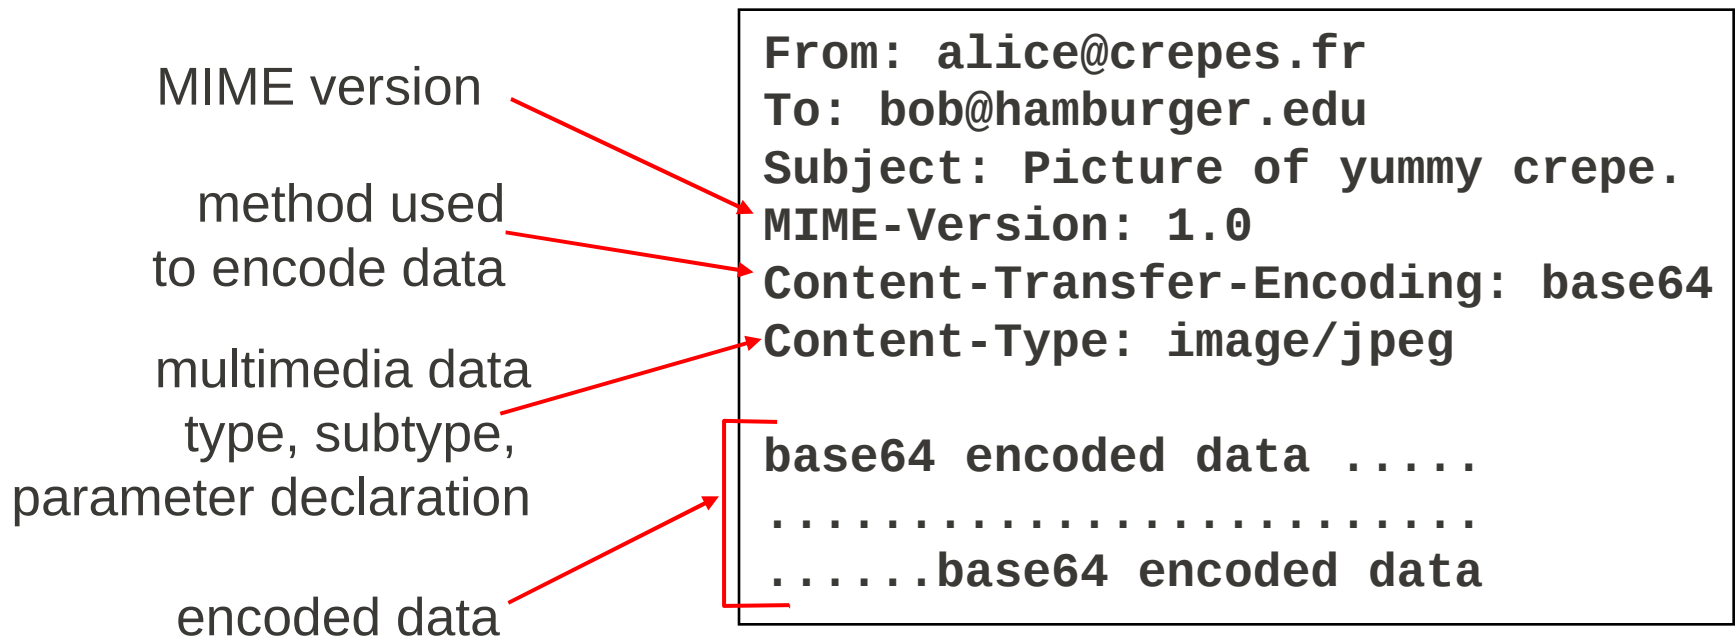 MIME version
method used
to encode data
multimedia data
type, subtype,
parameter declaration
encoded data
From: alice@crepes.fr
To: bob@hamburger.edu
Subject: Picture of yummy crepe.
MIME-Version: 1.0
Content-Transfer-Encoding: base64
Content-Type: image/jpeg
base64 encoded data .....
.........................
......base64 encoded data